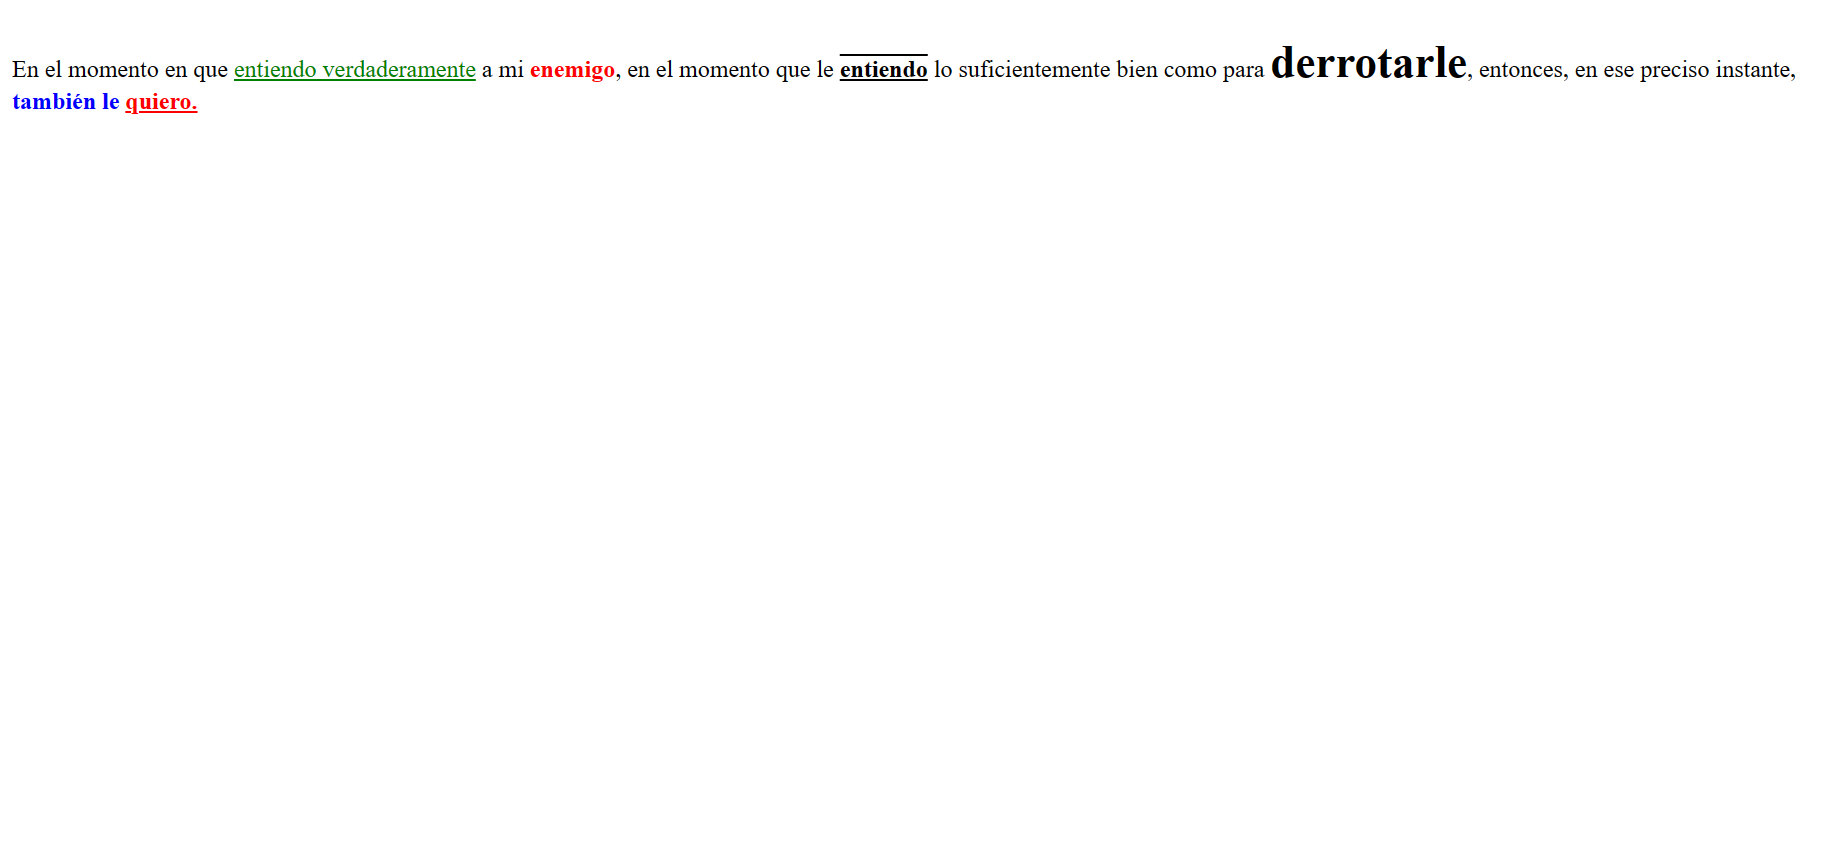 En el momento en que entiendo verdaderamente a mi enemigo, en el momento que le entiendo lo suficientemente bien como para derrotarle, entonces, en ese preciso instante,
también le quiero.